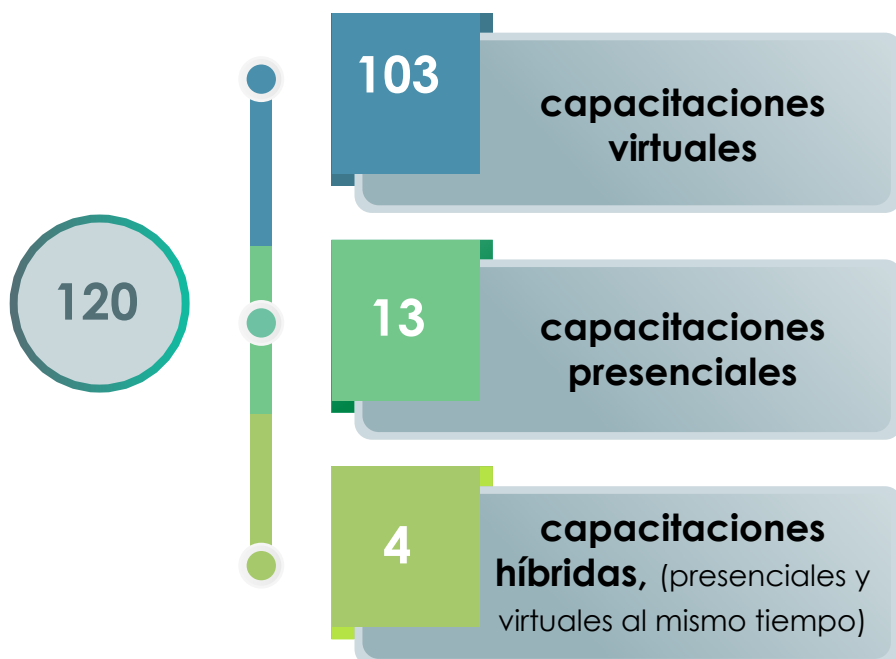 120
103
capacitaciones
virtuales
13
capacitaciones
presenciales
4
capacitaciones
híbridas, (presenciales y
virtuales al mismo tiempo)